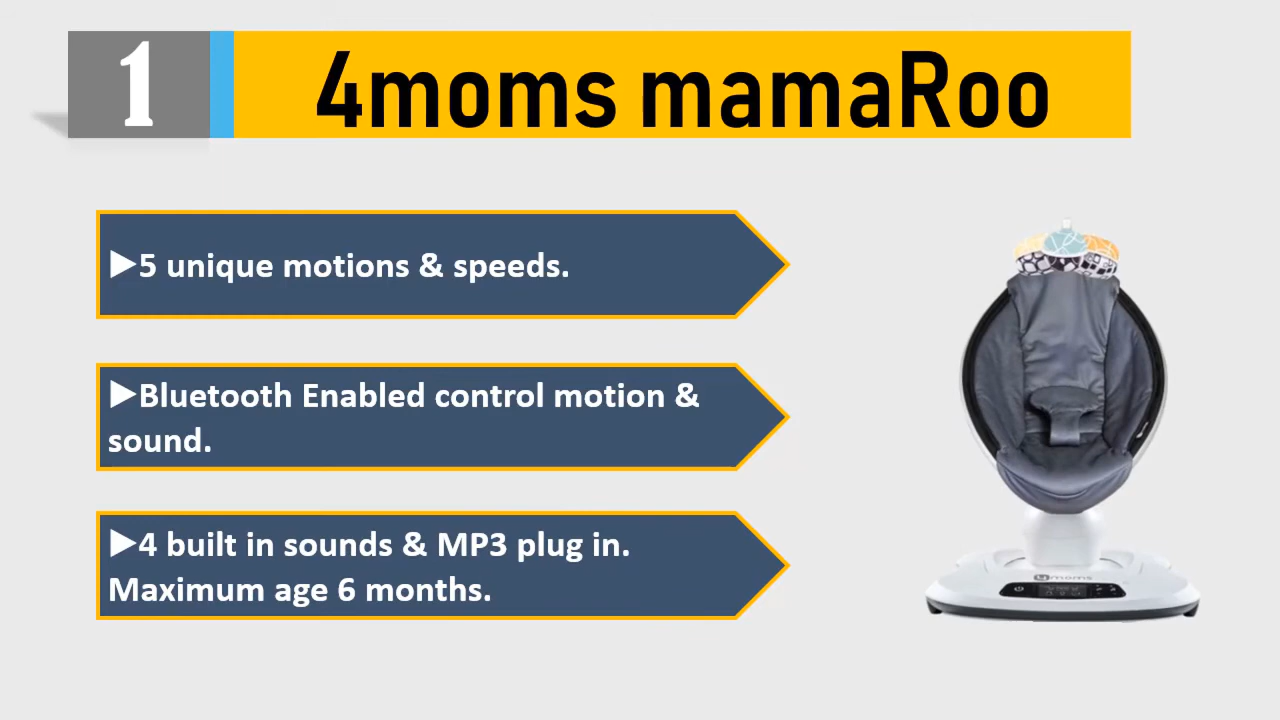 1
4moms mamaRoo
▶5 unique motions & speeds.
▶Bluetooth Enabled control motion &
sound.
▶4 built in sounds & MP3 plug in.
Maximum age 6 months.
4moms